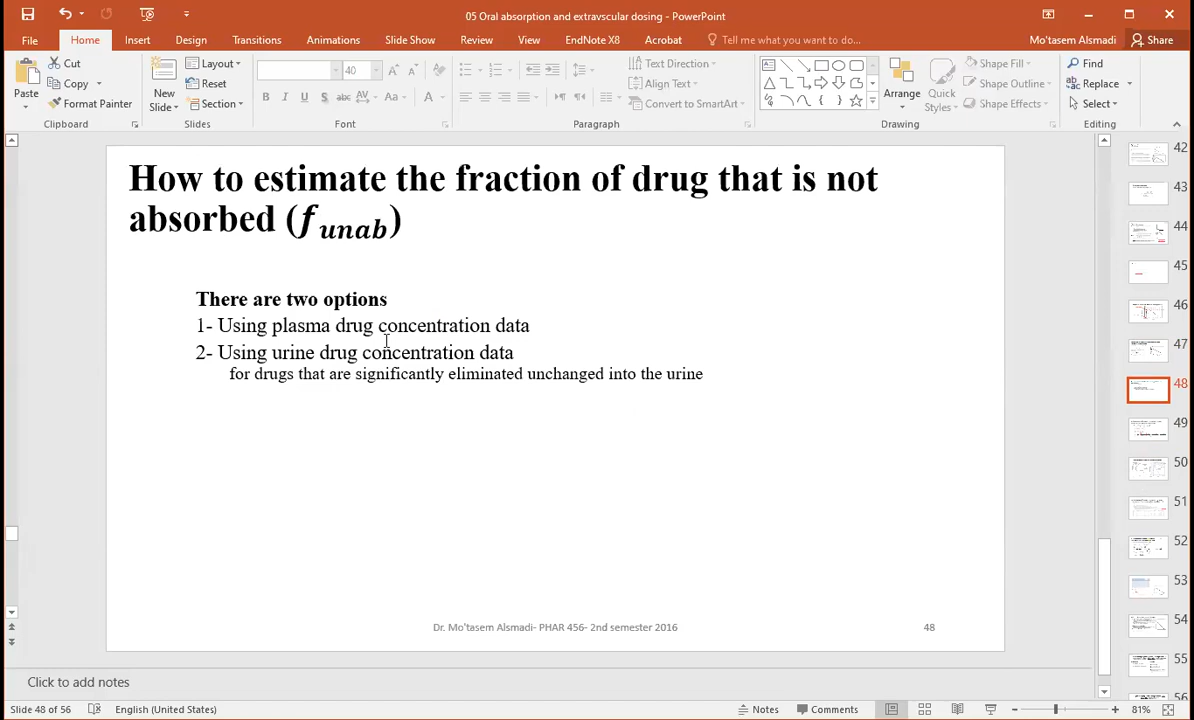 05 Oral absorption and extravscular dosing - PowerPoint
File Home Insert Design Transitions Animations Slide Show Review View EndNote X8 Acrobat Tell me what you want to do... Mo'tasem Alsmadi Share
Paste
Cut
Copy
Format Painter
Clipboard
New
Slide
Layout
Reset
Section
Slides
40
B I U S abc AV Aa A
Font
Text Direction
Align Text
Convert to SmartArt
Paragraph
Arrange
Quick
Styles
Shape Fill
Shape Outline
Shape Effects
Drawing
Find
Replace
Select
Editing
How to estimate the fraction of drug that is not
absorbed (f unab)
There are two options
1- Using plasma drug concentration data
2- Using urine drug concentration data
for drugs that are significantly eliminated unchanged into the urine
Dr. Mo'tasem Alsmadi- PHAR 456- 2nd semester 2016 48
42
43
44
45
46
47
48
49
50
51
52
53
54
55
56
Click to add notes
Slide 48 of 56 English (United States) Notes Comments 81%